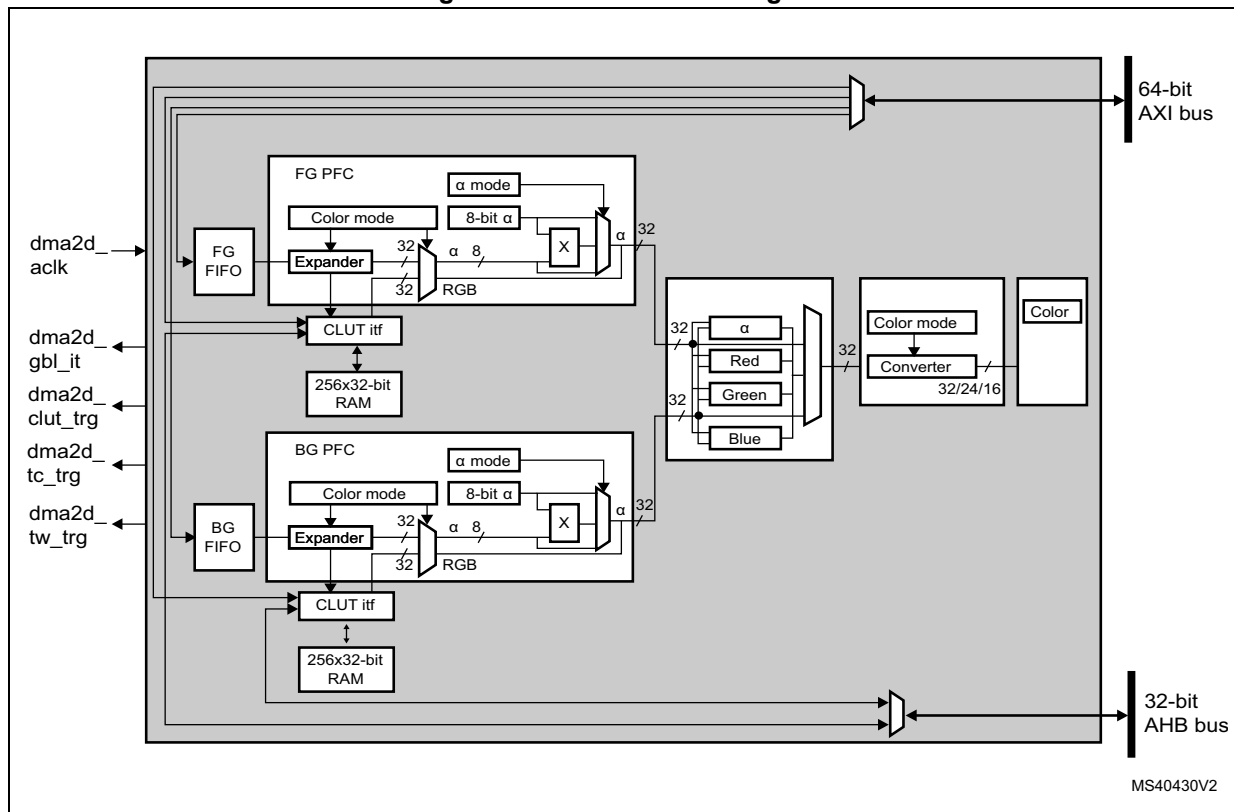 64-bit
AXI bus
FG PFC
α mode
Color mode
8-bit α
dma2d_
aclk
FG
FIFO
Expander
32
α
8
X
α
32
32
RGB
CLUT itf
dma2d_
gbl_it
256x32-bit
RAM
dma2d_
clut_trg
dma2d_
tc_trg
dma2d_
tw_trg
32
α
Red
Green
Blue
32
32
Color mode
Converter
32/24/16
Color
BG PFC
α mode
Color mode
8-bit α
BG
FIFO
Expander
32
α
8
X
α
32
32
RGB
CLUT itf
256x32-bit
RAM
32-bit
AHB bus
MS40430V2